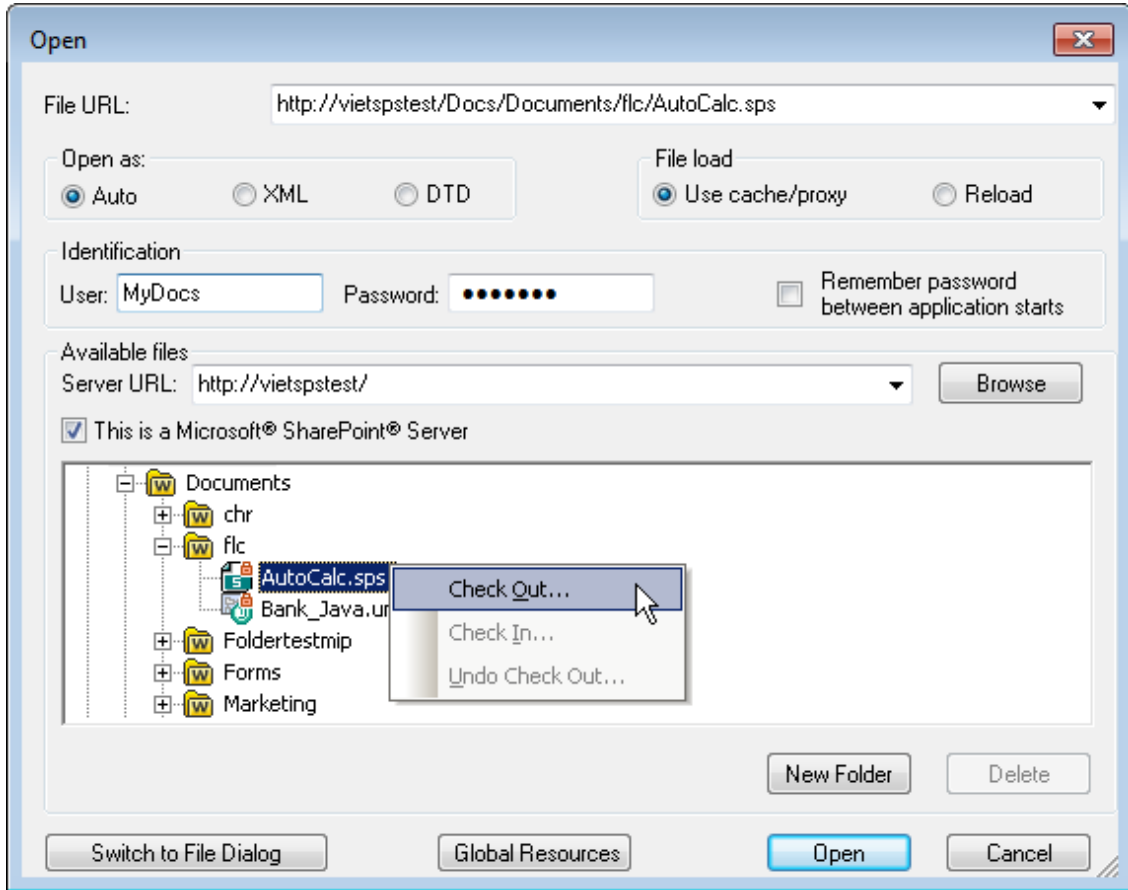 Open
File URL: http://vietspstest/Docs/Documents/flc/AutoCalc.sps
Open as: File load
Auto XML DTD Use cache/proxy Reload
Identification
User: MyDocs Password: ●●●●●●● Remember password
between application starts
Available files
Server URL: http://vietspstest/ Browse
This is a Microsoft® SharePoint® Server
Documents
chr
flc
AutoCalc.sps Check Out...
Bank_Java.u
Check In...
Foldertestmip
Forms Undo Check Out...
Marketing
New Folder Delete
Switch to File Dialog Global Resources Open Cancel